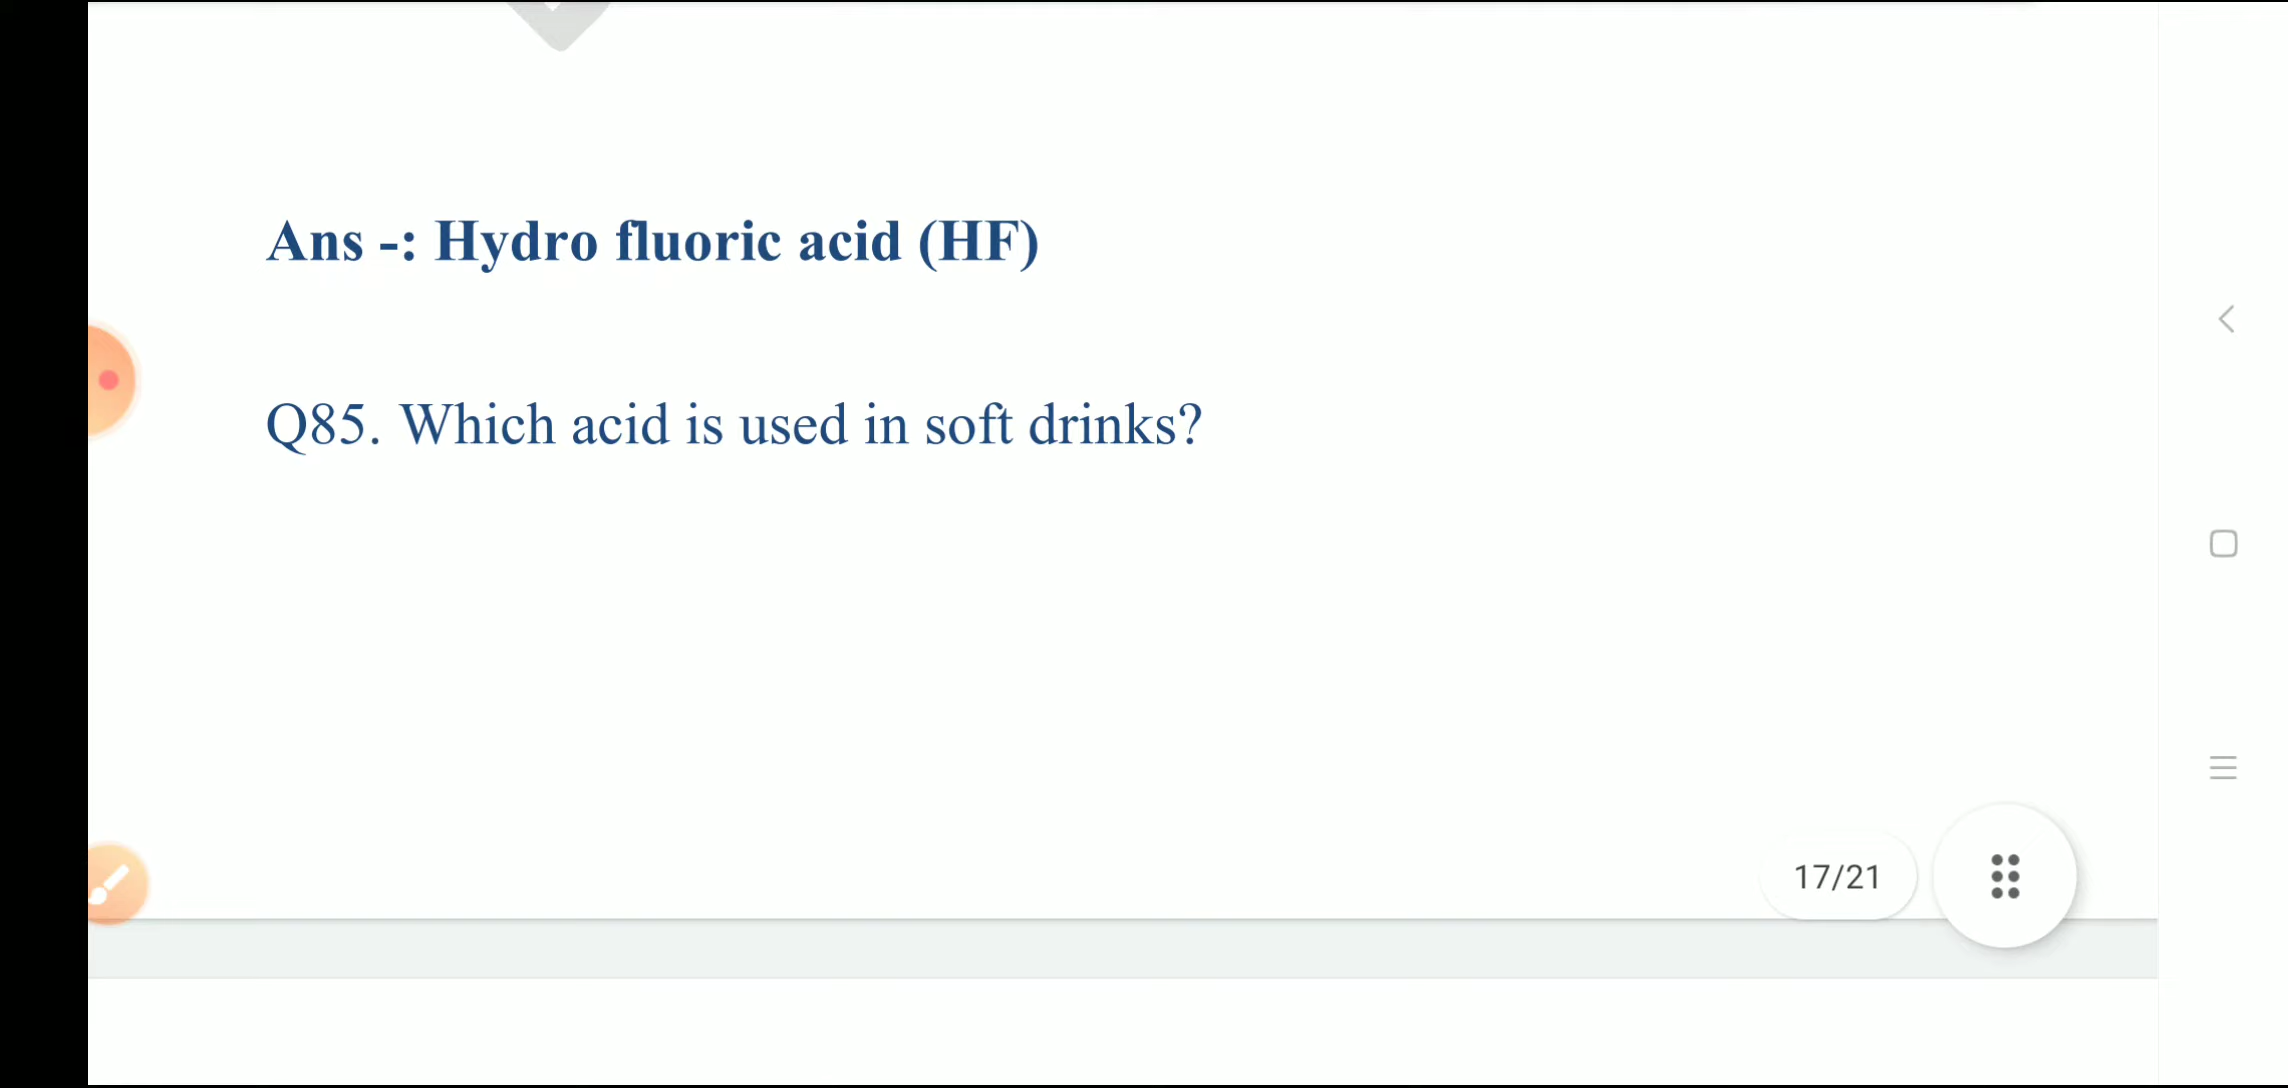 Ans -: Hydro fluoric acid (HF)
Q85. Which acid is used in soft drinks?
17/21